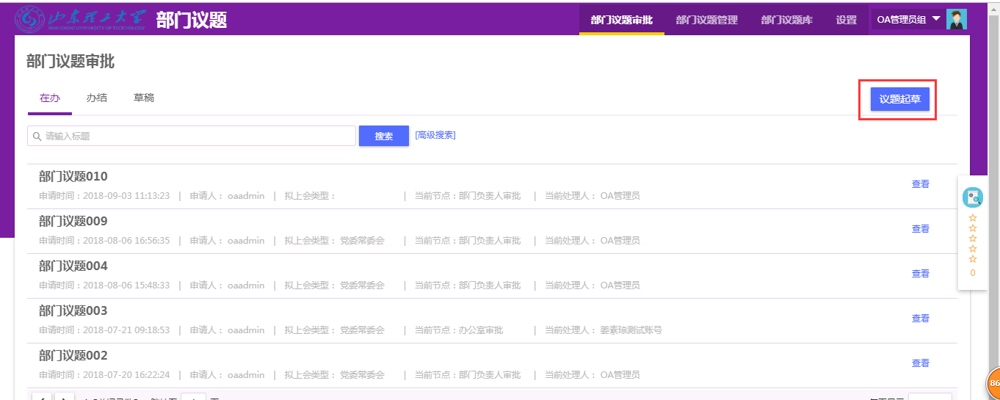 山东理工大学 部门议题 部门议题审批 部门议题管理 部门议题库 设置 OA管理员组
SHANDONG UNIVERSITY OF TECHNOLOGY
部门议题审批
在办 办结 草稿 议题起草
请输入标题 搜索 [高级搜索]
部门议题010
查看
申请时间：2018-09-03 11:13:23 | 申请人： oaadmin | 拟上会类型： | 当前节点：部门负责人审批 | 当前处理人： OA管理员
部门议题009
查看
申请时间：2018-08-06 16:56:35 | 申请人： oaadmin | 拟上会类型： 党委常委会 | 当前节点：部门负责人审批 | 当前处理人： OA管理员
部门议题004
查看
申请时间：2018-08-06 15:48:33 | 申请人： oaadmin | 拟上会类型： 党委常委会 | 当前节点：部门负责人审批 | 当前处理人： OA管理员
0
部门议题003
查看
申请时间：2018-07-21 09:18:53 | 申请人： oaadmin | 拟上会类型： 党委常委会 | 当前节点：办公室审批 | 当前处理人： 姜素琼测试账号
部门议题002
查看
申请时间：2018-07-20 16:22:24 | 申请人： oaadmin | 拟上会类型： 党委常委会 | 当前节点：部门负责人审批 | 当前处理人： OA管理员
86